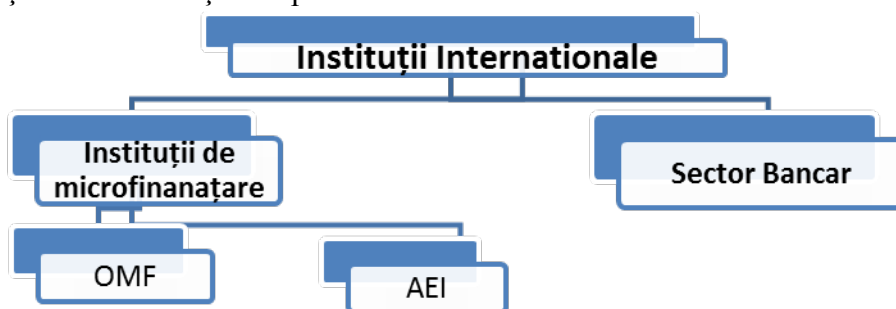 Instituții Internationale
Instituții de
microfinanațare
Sector Bancar
OMF
AEI